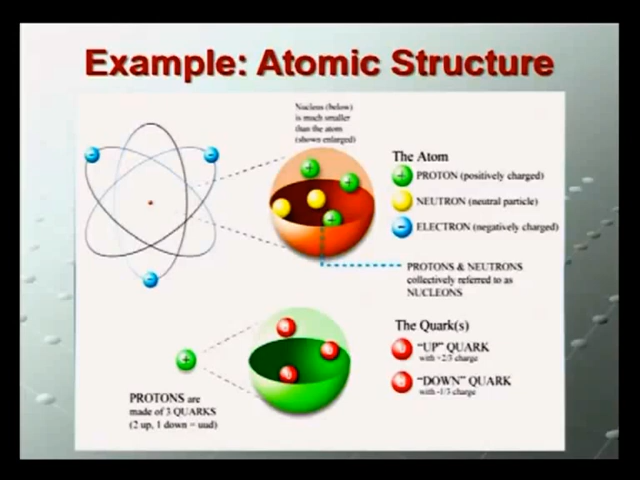 Example: Atomic Structure
Nucleus (below)
is much smaller
than the atom
(shown enlarged)
The Atom
+ PROTON (positively charged)
NEUTRON (neutral particle)
- ELECTRON (negatively charged)
PROTONS & NEUTRONS
collectively referred to as
NUCLEONS
The Quark(s)
u "UP" QUARK
with +2/3 charge
d "DOWN" QUARK
with -1/3 charge
PROTONS are
made of 3 QUARKS
(2 up, 1 down = uud)